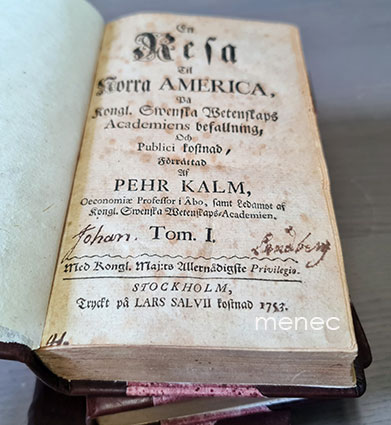 En
Resa
Til
Norra AMERICA,
På
Kongl. Swenska Wetenskaps
Academiens befallning,
Och
Publici kostnad,
Förrättad
Af
PEHR KALM,
Oeconomiæ Professor i Åbo, samt Ledamot af
Kongl. Swenska Wetenskaps-Academien.
Johan. Tom. I. Lindberg
Med Kongl. Maj:ts Allernådigste Privilegio.
STOCKHOLM,
Tryckt på LARS SALVII kostnad 1753.
menec